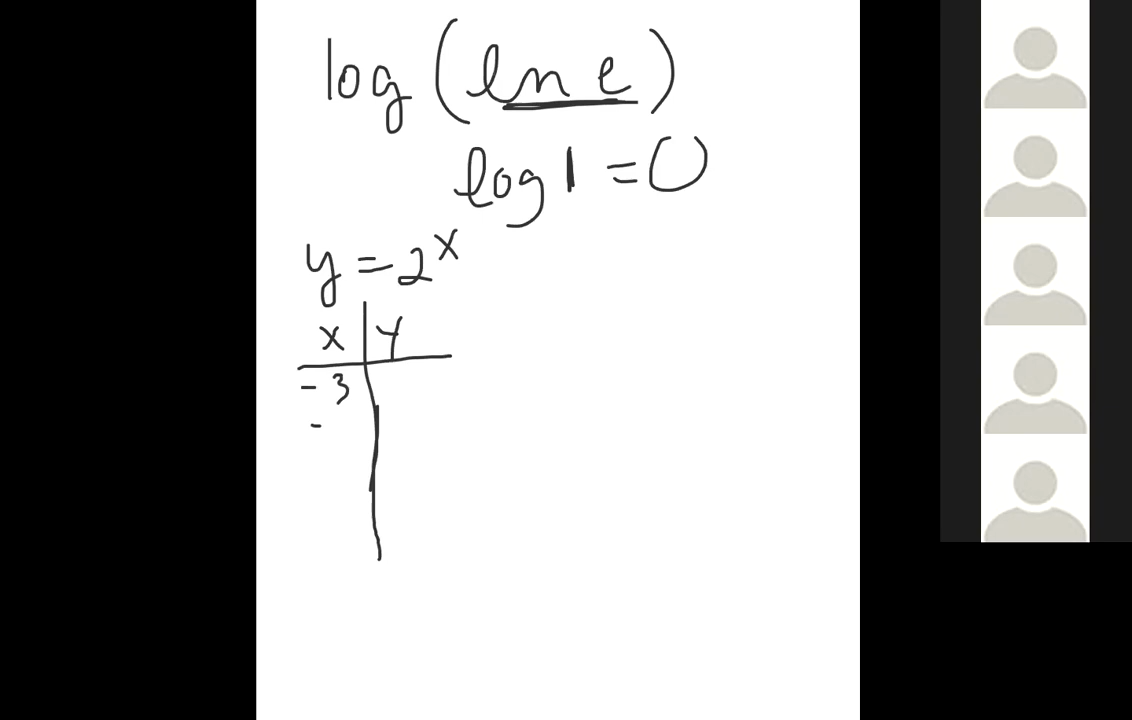 log (ln e)
log 1 = 0
y = 2^x
x | y
-3
-